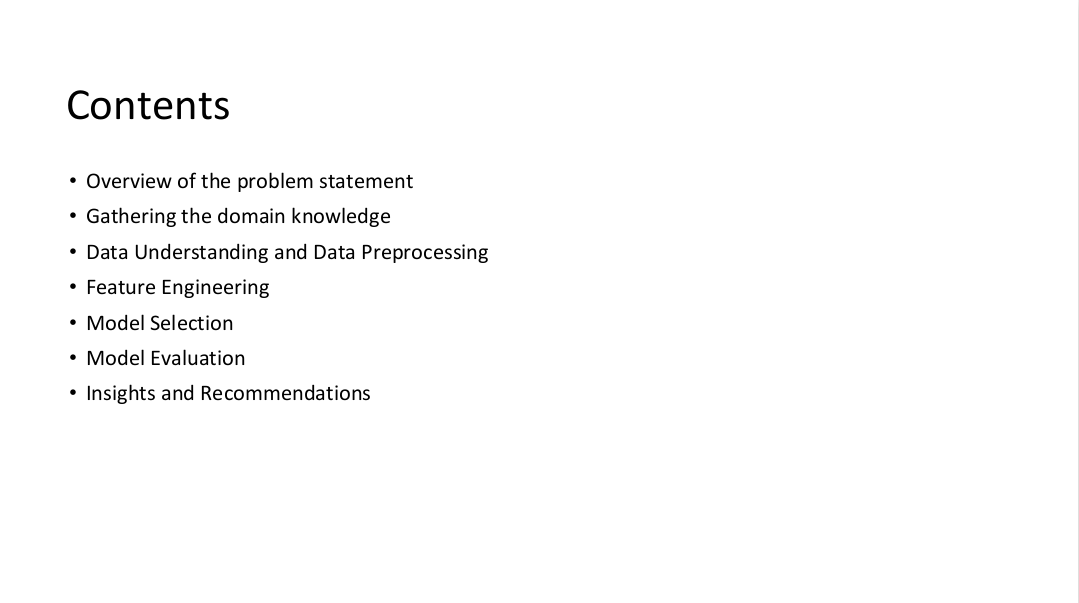 Contents
• Overview of the problem statement
• Gathering the domain knowledge
• Data Understanding and Data Preprocessing
• Feature Engineering
• Model Selection
• Model Evaluation
• Insights and Recommendations